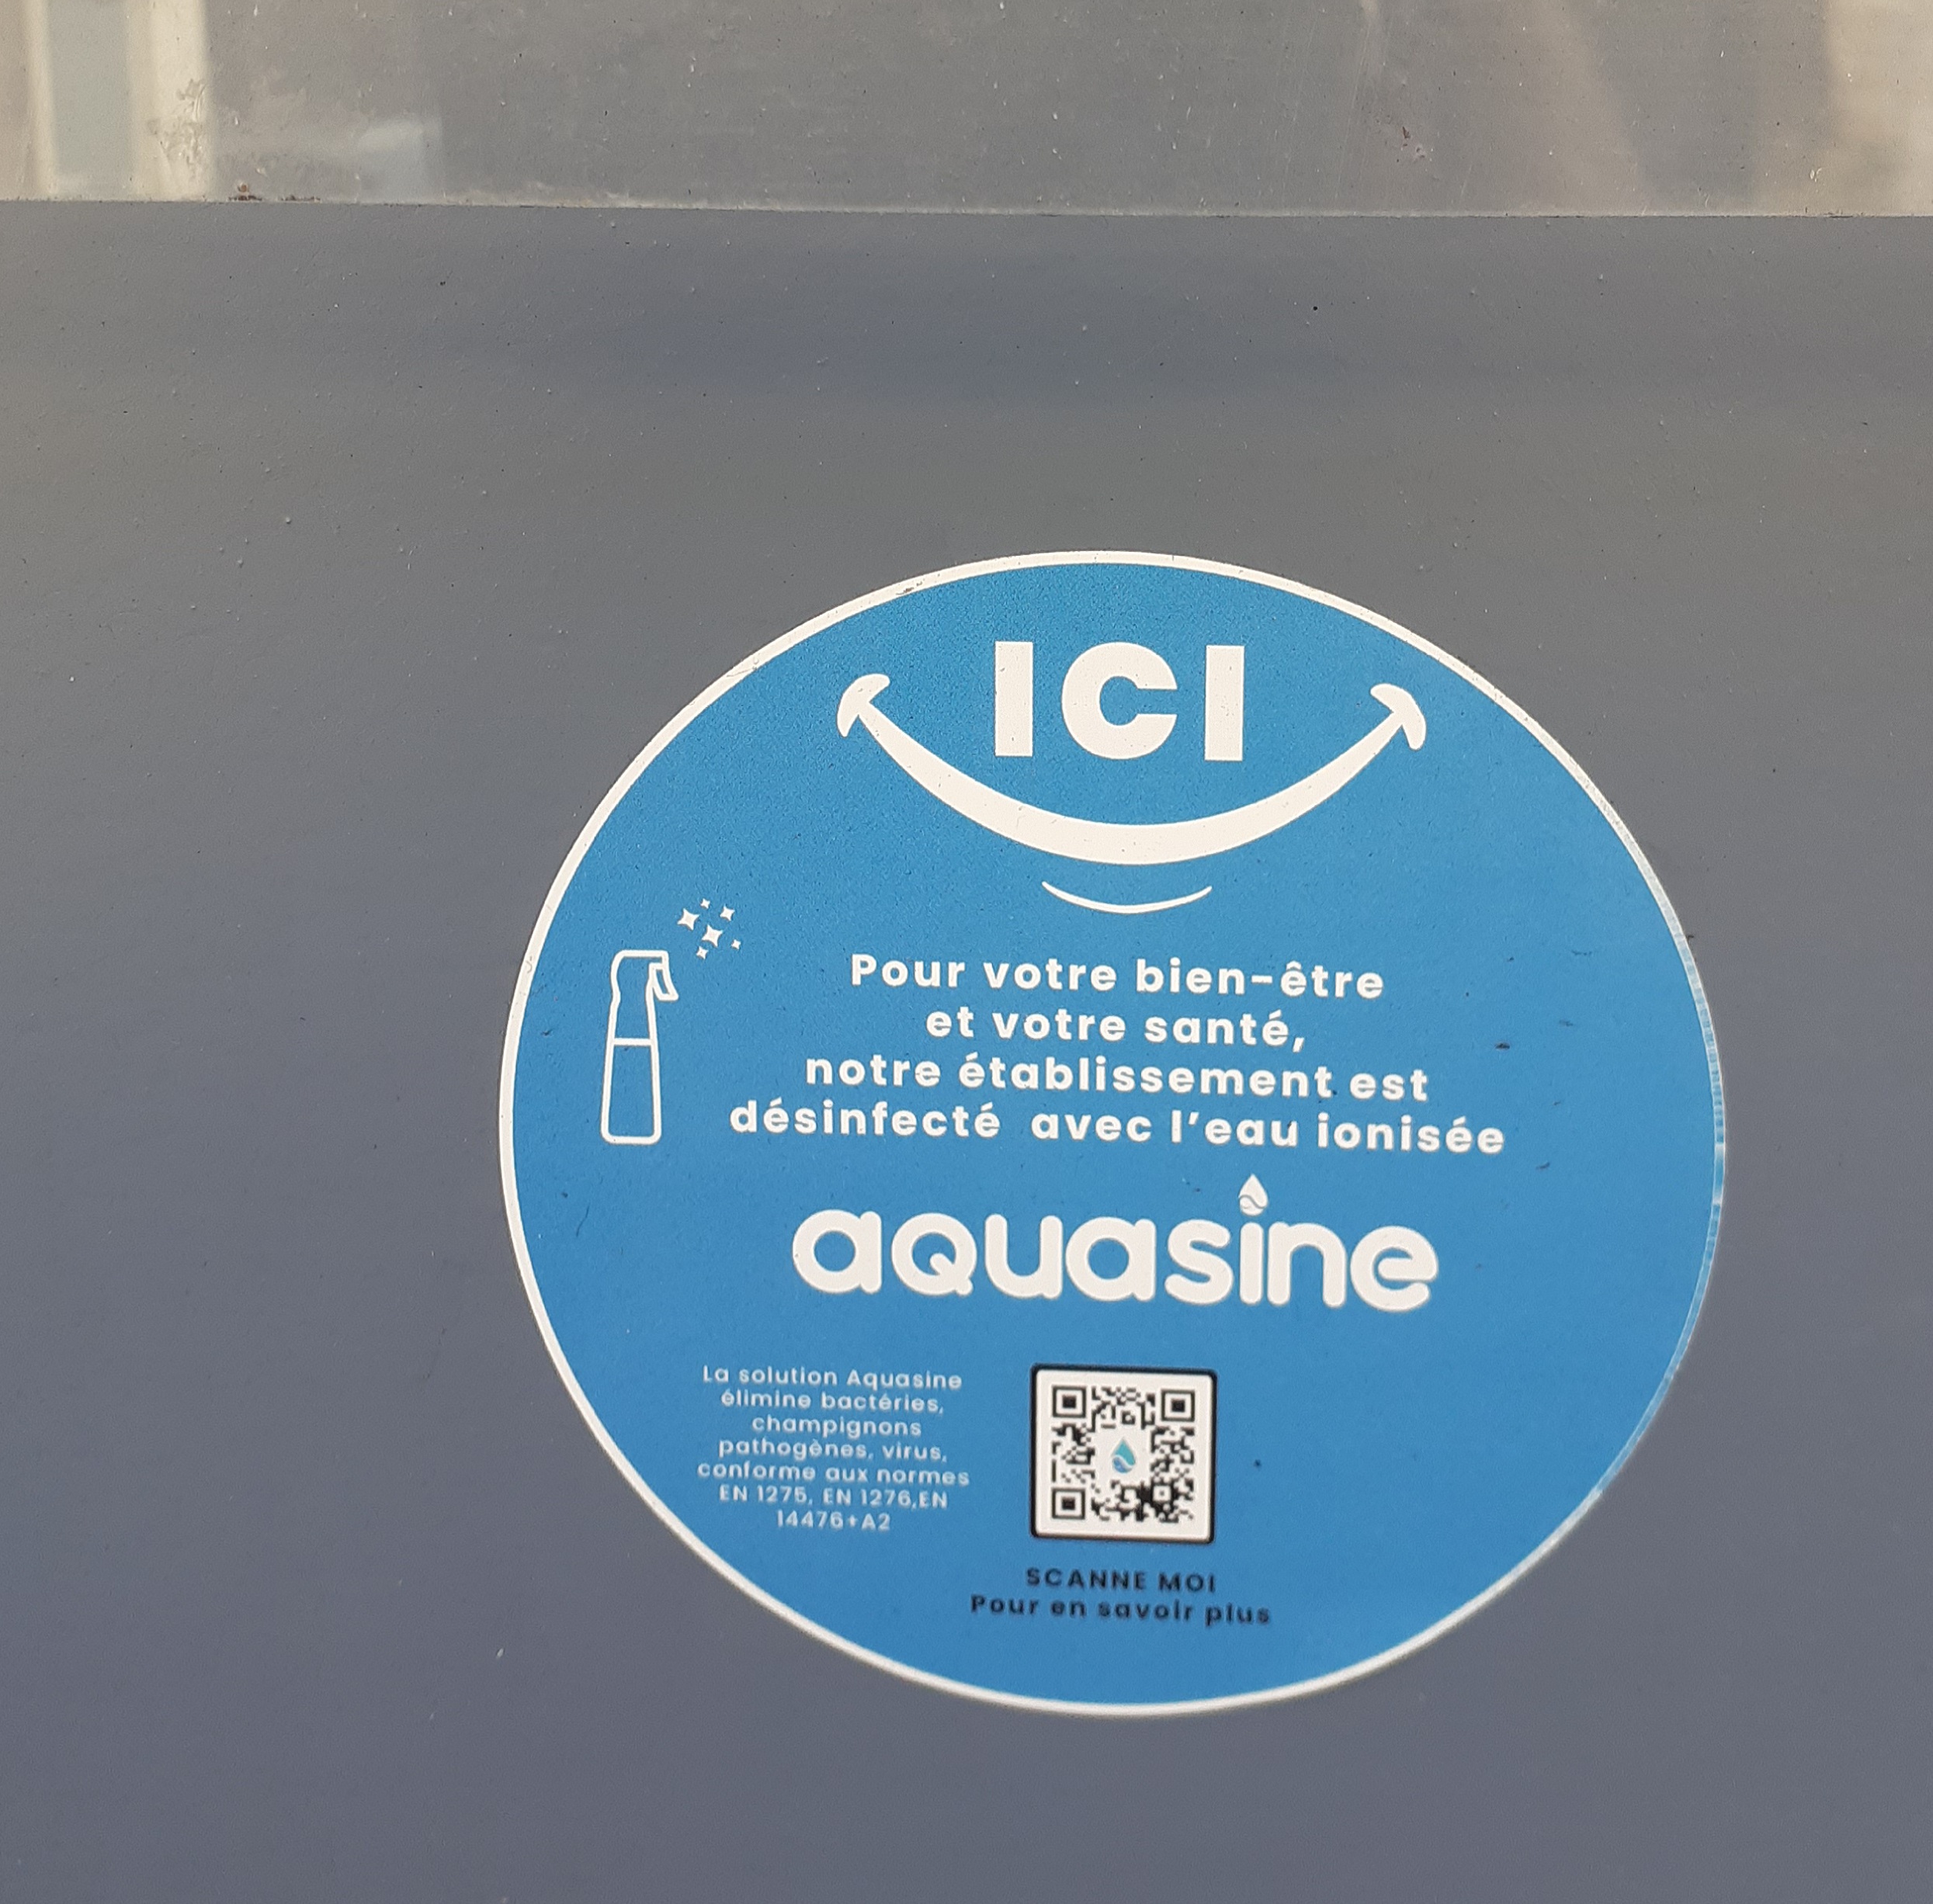 ICI
Pour votre bien-être
et votre santé,
notre établissement est
désinfecté avec l'eau ionisée
aquasine
La solution Aquasine
élimine bactéries,
champignons
pathogènes, virus,
conforme aux normes
EN 1275, EN 1276,EN
14476+A2
SCANNE MOI
Pour en savoir plus